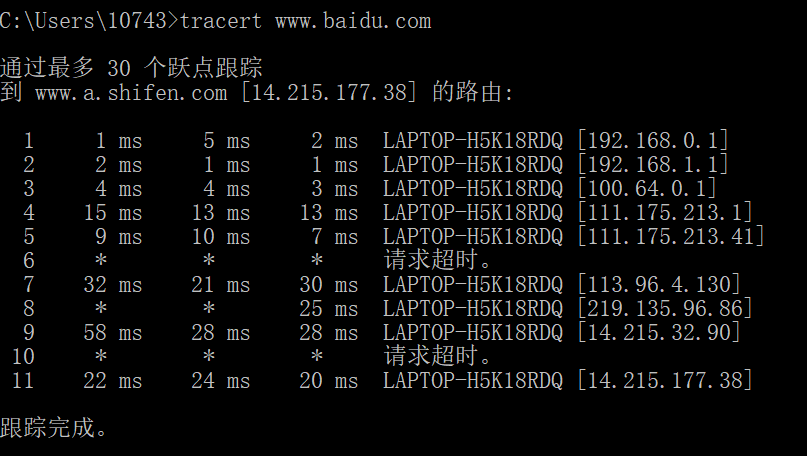 C:\Users\10743>tracert www.baidu.com
通过最多 30 个跃点跟踪
到 www.a.shifen.com [14.215.177.38] 的路由:
1 1 ms 5 ms 2 ms LAPTOP-H5K18RDQ [192.168.0.1]
2 2 ms 1 ms 1 ms LAPTOP-H5K18RDQ [192.168.1.1]
3 4 ms 4 ms 3 ms LAPTOP-H5K18RDQ [100.64.0.1]
4 15 ms 13 ms 13 ms LAPTOP-H5K18RDQ [111.175.213.1]
5 9 ms 10 ms 7 ms LAPTOP-H5K18RDQ [111.175.213.41]
6 * * * 请求超时。
7 32 ms 21 ms 30 ms LAPTOP-H5K18RDQ [113.96.4.130]
8 * * 25 ms LAPTOP-H5K18RDQ [219.135.96.86]
9 58 ms 28 ms 28 ms LAPTOP-H5K18RDQ [14.215.32.90]
10 * * * 请求超时。
11 22 ms 24 ms 20 ms LAPTOP-H5K18RDQ [14.215.177.38]
跟踪完成。